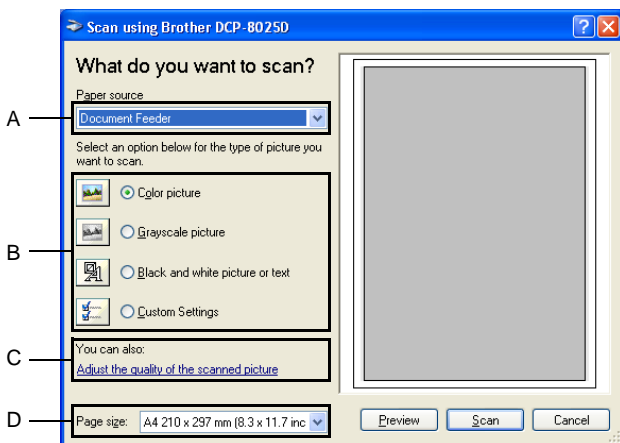 Scan using Brother DCP-8025D
What do you want to scan?
Paper source
A
Document Feeder
Select an option below for the type of picture you
want to scan.
Color picture
Grayscale picture
B
Black and white picture or text
Custom Settings
You can also:
C
Adjust the quality of the scanned picture
D
Page size: A4 210 x 297 mm (8.3 x 11.7 inc
Preview Scan Cancel